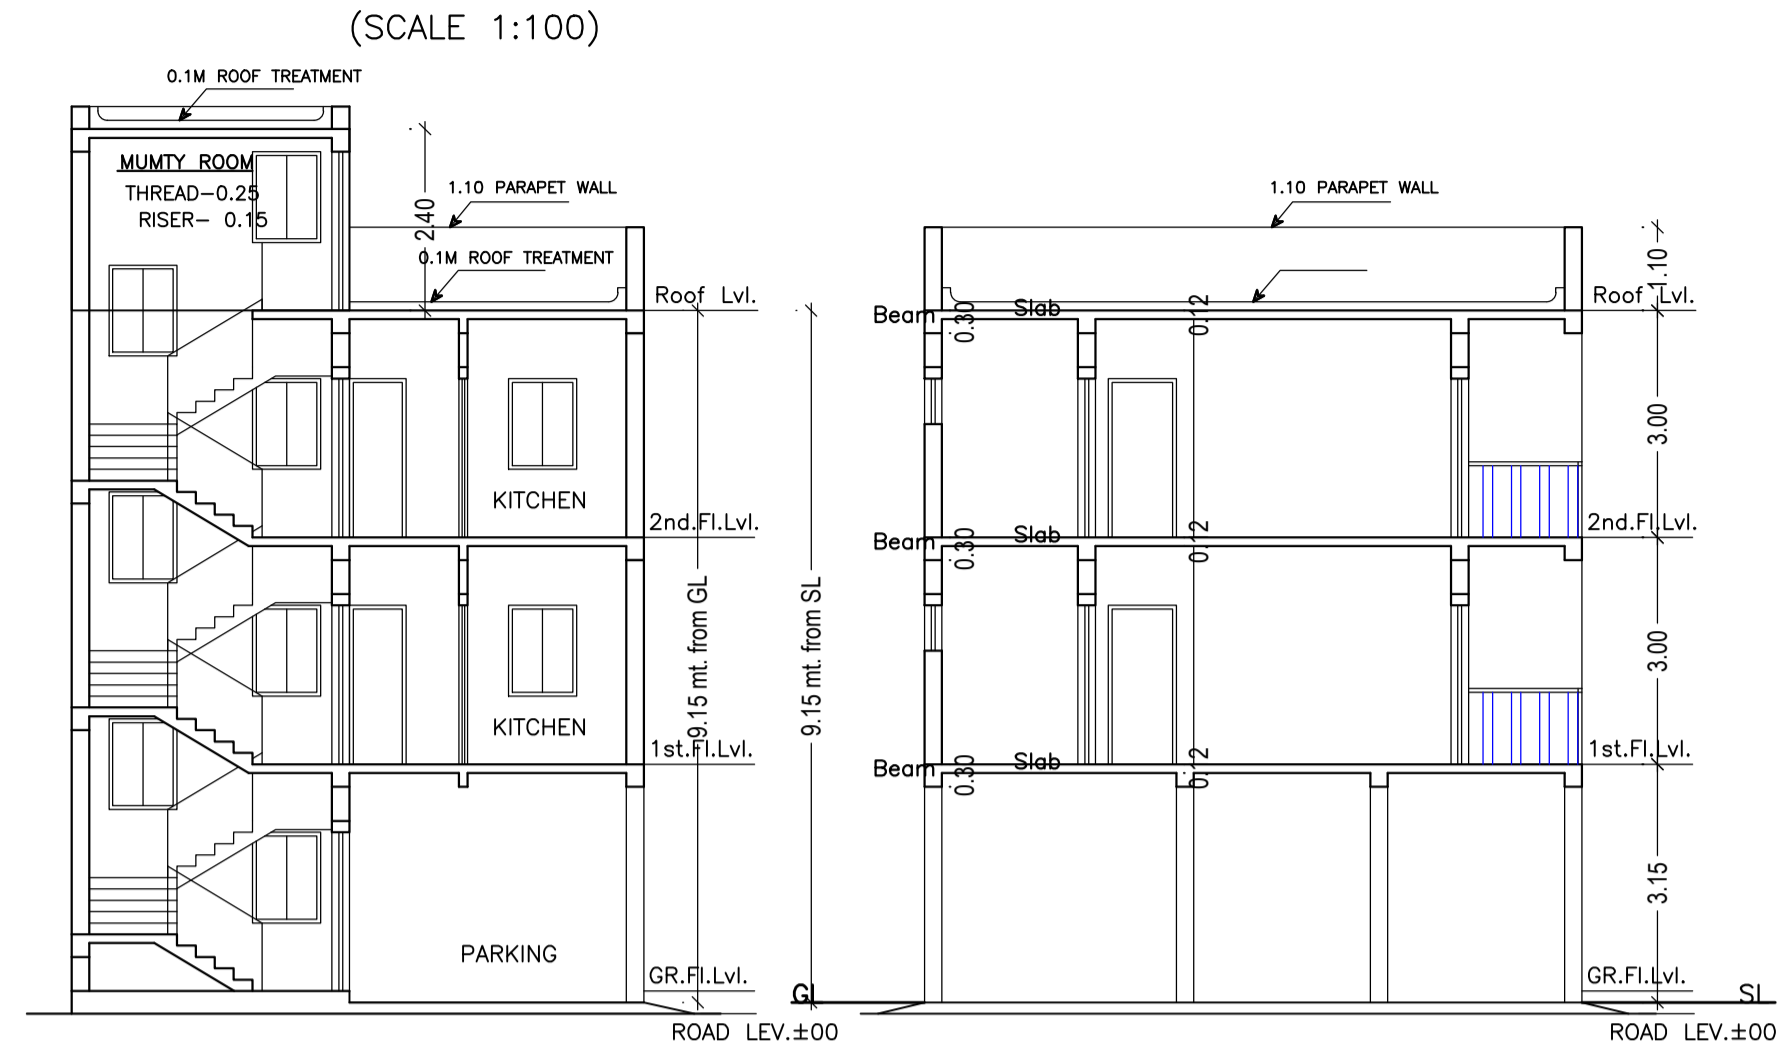 (SCALE 1:100)
0.1M ROOF TREATMENT
MUMTY ROOM
THREAD-0.25
RISER- 0.15
2.40
1.10 PARAPET WALL
0.1M ROOF TREATMENT
Roof Lvl.
KITCHEN
2nd.Fl.Lvl.
KITCHEN
1st.Fl.Lvl.
9.15 mt. from GL
PARKING
GR.Fl.Lvl.
ROAD LEV.±00
9.15 mt. from SL
GL
1.10 PARAPET WALL
1.10
Roof Lvl.
Beam
0.30
Slab
0.12
3.00
2nd.Fl.Lvl.
Beam
0.30
Slab
0.12
3.00
1st.Fl.Lvl.
Beam
0.30
Slab
0.12
3.15
GR.Fl.Lvl.
SL
ROAD LEV.±00